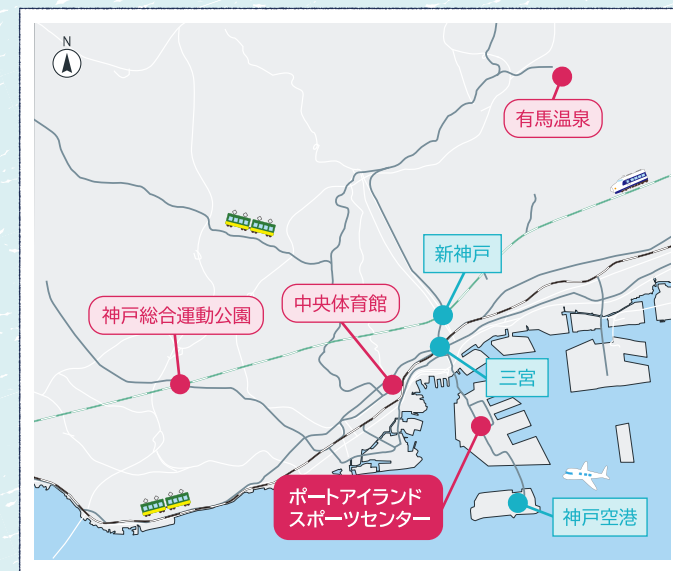 N
有馬温泉
新神戸
中央体育館
神戸総合運動公園
三宮
ポートアイランド
スポーツセンター
神戸空港